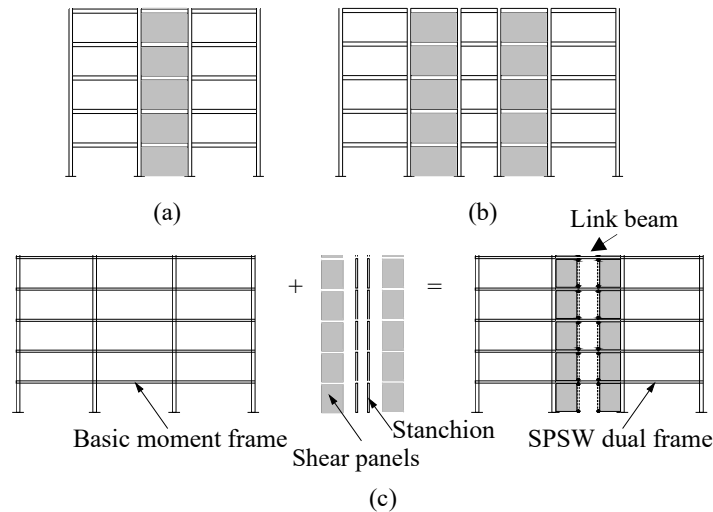 (a)
(b)
Link beam
+
=
Basic moment frame
Shear panels
Stanchion
SPSW dual frame
(c)